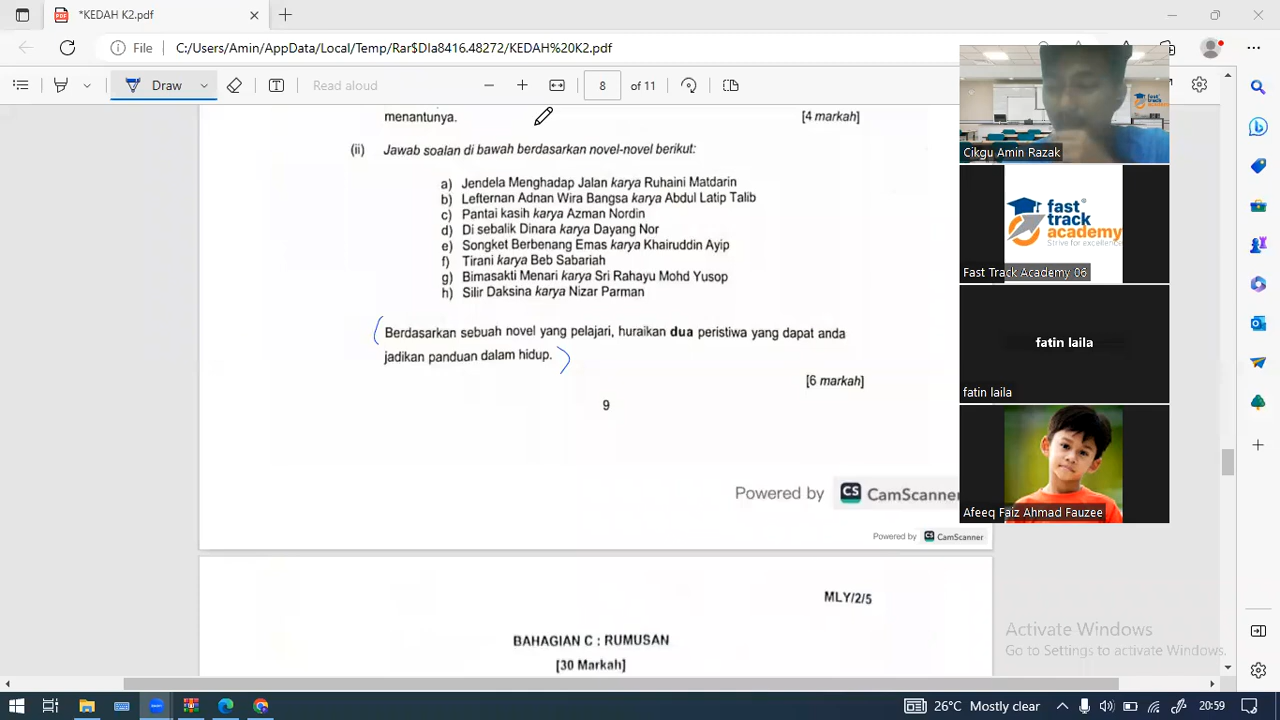 *KEDAH K2.pdf
File
C:/Users/Amin/AppData/Local/Temp/Rar$DIa8416.48272/KEDAH%20K2.pdf
Draw
Read aloud
8
of 11
menantunya.
[4 markah]
(ii) Jawab soalan di bawah berdasarkan novel-novel berikut:
a) Jendela Menghadap Jalan karya Ruhaini Matdarin
b) Lefternan Adnan Wira Bangsa karya Abdul Latip Talib
c) Pantai kasih karya Azman Nordin
d) Di sebalik Dinara karya Dayang Nor
e) Songket Berbenang Emas karya Khairuddin Ayip
f) Tirani karya Beb Sabariah
g) Bimasakti Menari karya Sri Rahayu Mohd Yusop
h) Silir Daksina karya Nizar Parman
Berdasarkan sebuah novel yang pelajari, huraikan dua peristiwa yang dapat anda
jadikan panduan dalam hidup.
[6 markah]
9
Powered by CS CamScanner
Powered by CS CamScanner
MLY/2/5
BAHAGIAN C : RUMUSAN
[30 Markah]
fast track academy
Cikgu Amin Razak
fast
track
academy
Strive for excellence
Fast Track Academy 06
fatin laila
fatin laila
Afeeq Faiz Ahmad Fauzee
Activate Windows
Go to Settings to activate Windows.
26°C Mostly clear
20:59